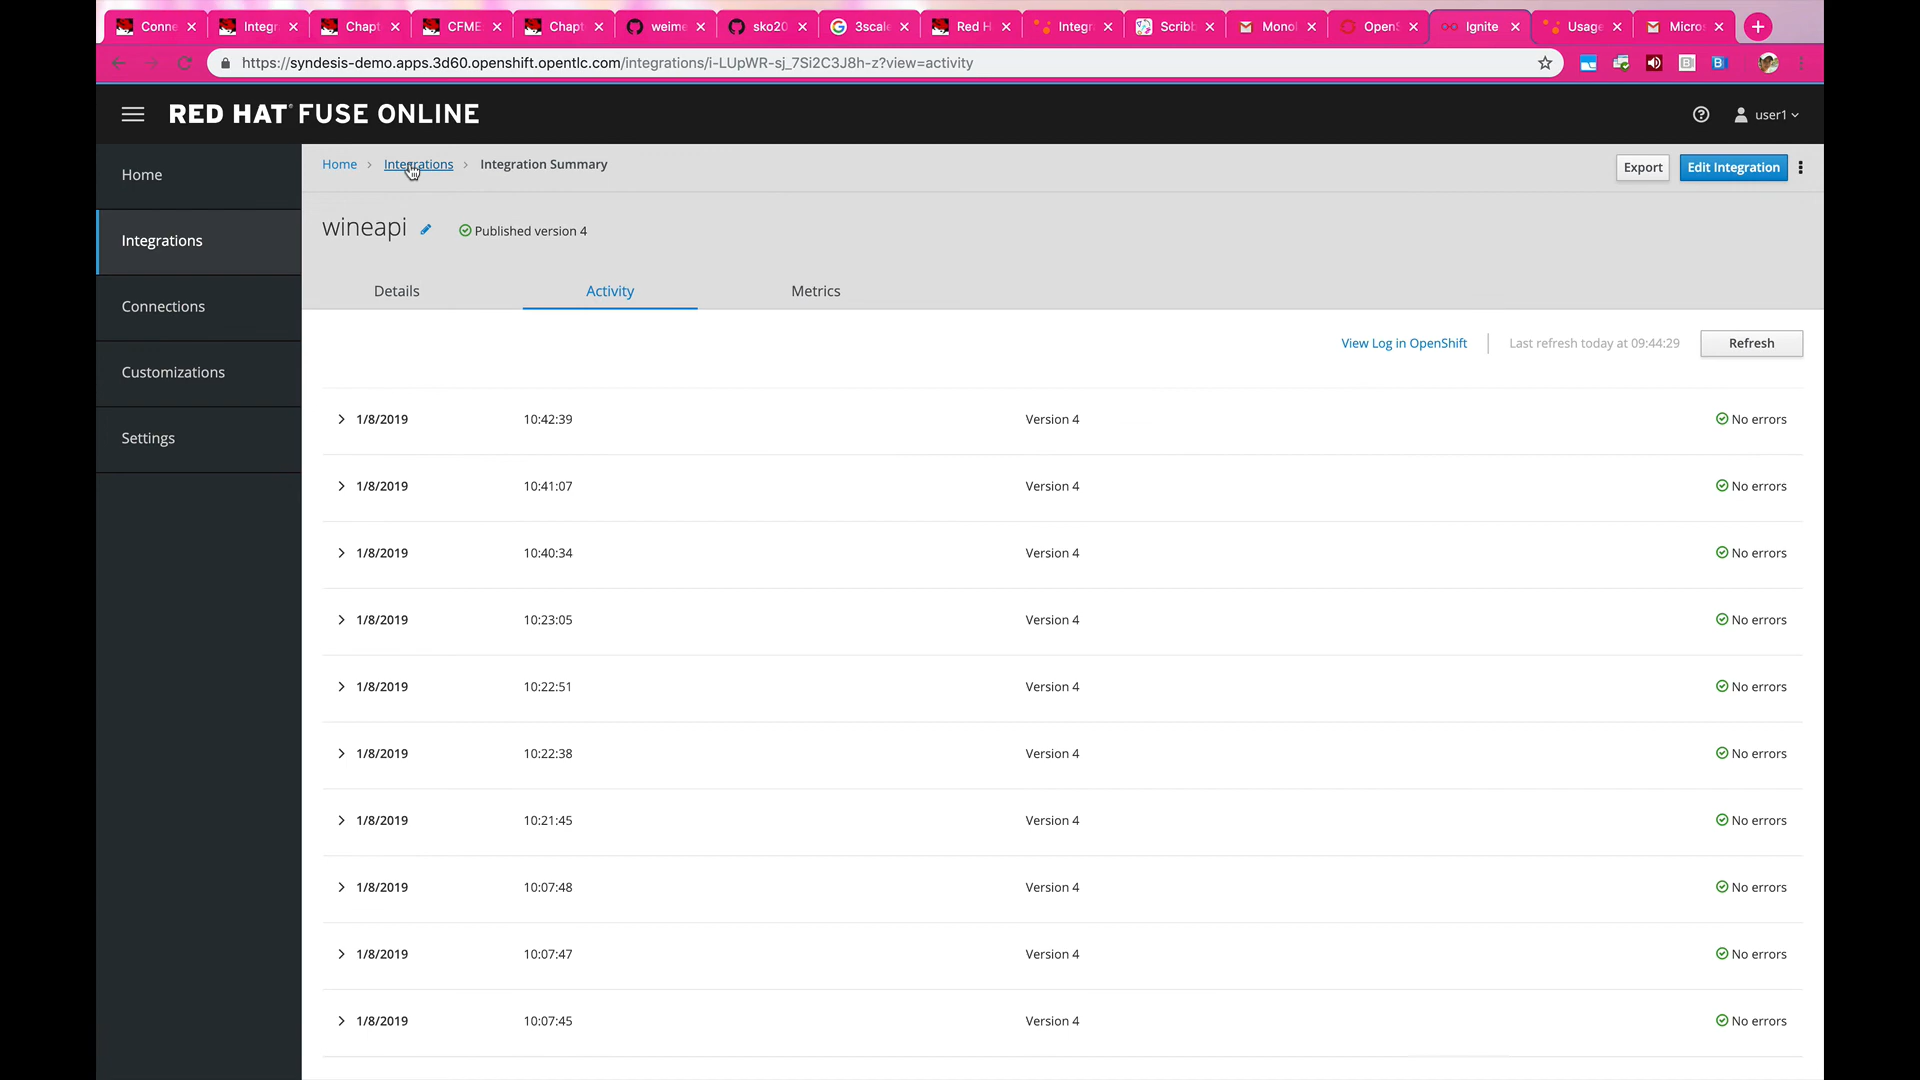 Conne
Integr
Chapt
CFME
Chapt
weime
sko20
3scale
Red H
Integr
Scribb
Mono
OpenS
Ignite
Usage
Micros
https://syndesis-demo.apps.3d60.openshift.opentlc.com/integrations/i-LUpWR-sj_7Si2C3J8h-z?view=activity
RED HAT® FUSE ONLINE
user1
Home
Integrations
Connections
Customizations
Settings
Home > Integrations > Integration Summary
Export
Edit Integration
wineapi
Published version 4
Details
Activity
Metrics
View Log in OpenShift
Last refresh today at 09:44:29
Refresh
1/8/2019 10:42:39 Version 4 No errors
1/8/2019 10:41:07 Version 4 No errors
1/8/2019 10:40:34 Version 4 No errors
1/8/2019 10:23:05 Version 4 No errors
1/8/2019 10:22:51 Version 4 No errors
1/8/2019 10:22:38 Version 4 No errors
1/8/2019 10:21:45 Version 4 No errors
1/8/2019 10:07:48 Version 4 No errors
1/8/2019 10:07:47 Version 4 No errors
1/8/2019 10:07:45 Version 4 No errors